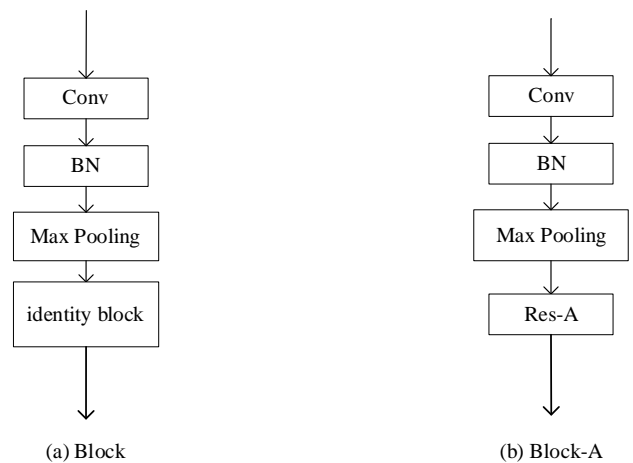 Conv
BN
Max Pooling
identity block
(a) Block
Conv
BN
Max Pooling
Res-A
(b) Block-A